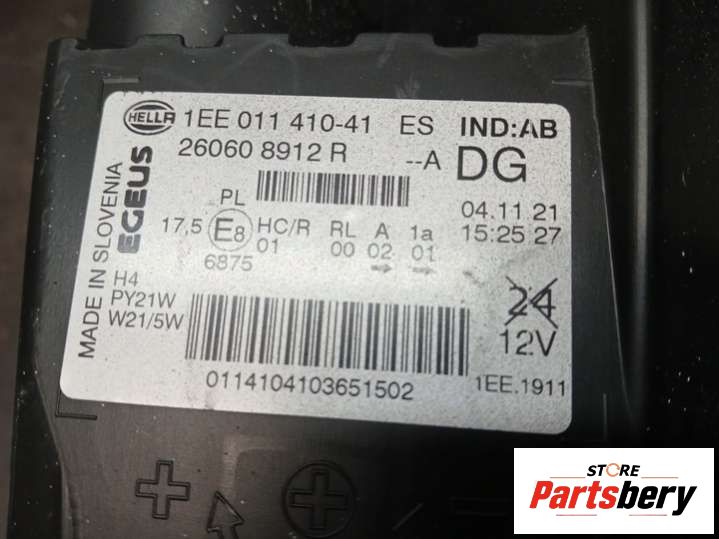 HELLA 1EE 011 410-41 ES IND:AB
26060 8912 R --A DG
MADE IN SLOVENIA
EGEUS
PL
17,5 E8 HC/R RL A 1a
01 00 02 01
6875
04.11 21
15:25 27
H4
PY21W
W21/5W
24
12V
0114104103651502
1EE.1911
STORE
Partsbery